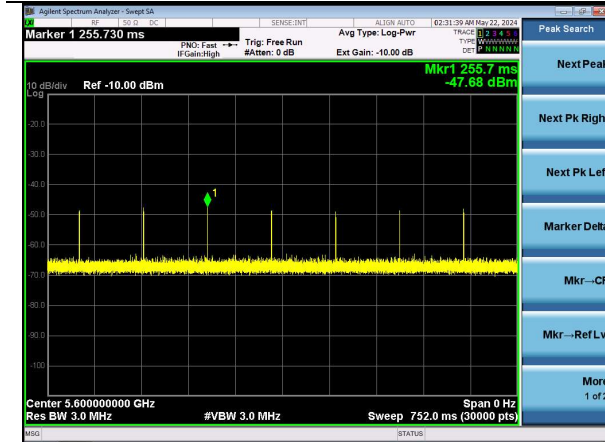 Agilent Spectrum Analyzer - Swept SA
RF 50 Ω DC SENSE:INT ALIGN AUTO 02:31:39 AM May 22, 2024
Marker 1 255.730 ms
PNO: Fast
IFGain:High
Trig: Free Run
#Atten: 0 dB
Avg Type: Log-Pwr
Ext Gain: -10.00 dB
TRACE 1 2 3 4 5 6
TYPE WWWWWWW
DET P N N N N N
Mkr1 255.7 ms
-47.68 dBm
10 dB/div
Log
Ref -10.00 dBm
-20.0
-30.0
-40.0
1
-50.0
-60.0
-70.0
-80.0
-90.0
-100
Center 5.600000000 GHz
Span 0 Hz
Res BW 3.0 MHz
#VBW 3.0 MHz
Sweep 752.0 ms (30000 pts)
MSG
STATUS
Peak Search
Next Peak
Next Pk Righ
Next Pk Lef
Marker Delta
Mkr→CF
Mkr→Ref Lv
More
1 of 2